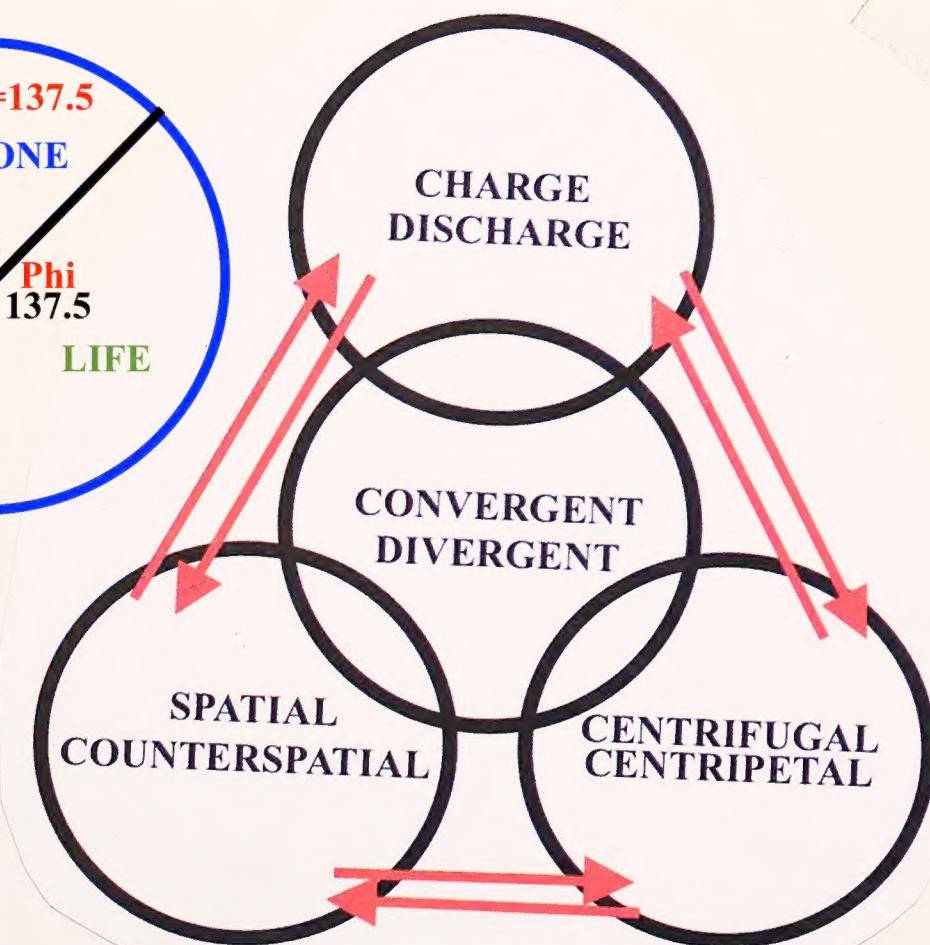 =137.5
ONE
Phi
137.5
LIFE
CHARGE
DISCHARGE
CONVERGENT
DIVERGENT
SPATIAL
COUNTERSPATIAL
CENTRIFUGAL
CENTRIPETAL